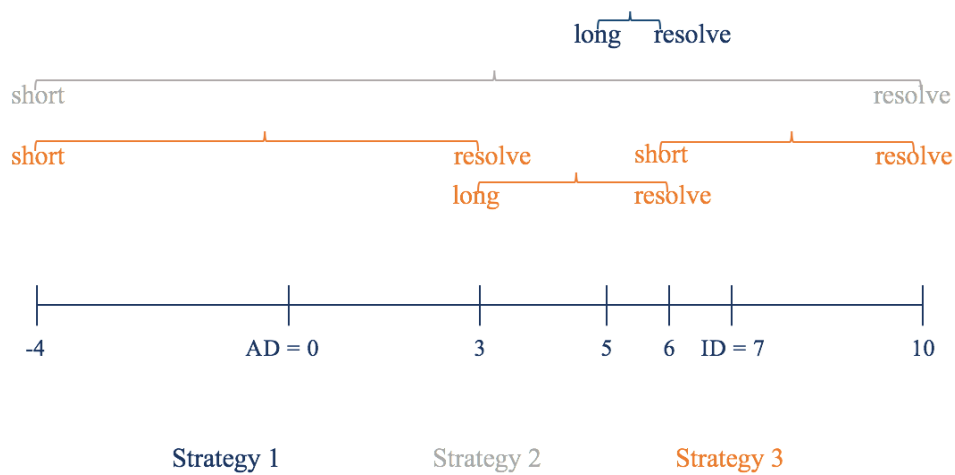 long resolve
short resolve
short resolve short resolve
long resolve
-4 AD = 0 3 5 6 ID = 7 10
Strategy 1 Strategy 2 Strategy 3